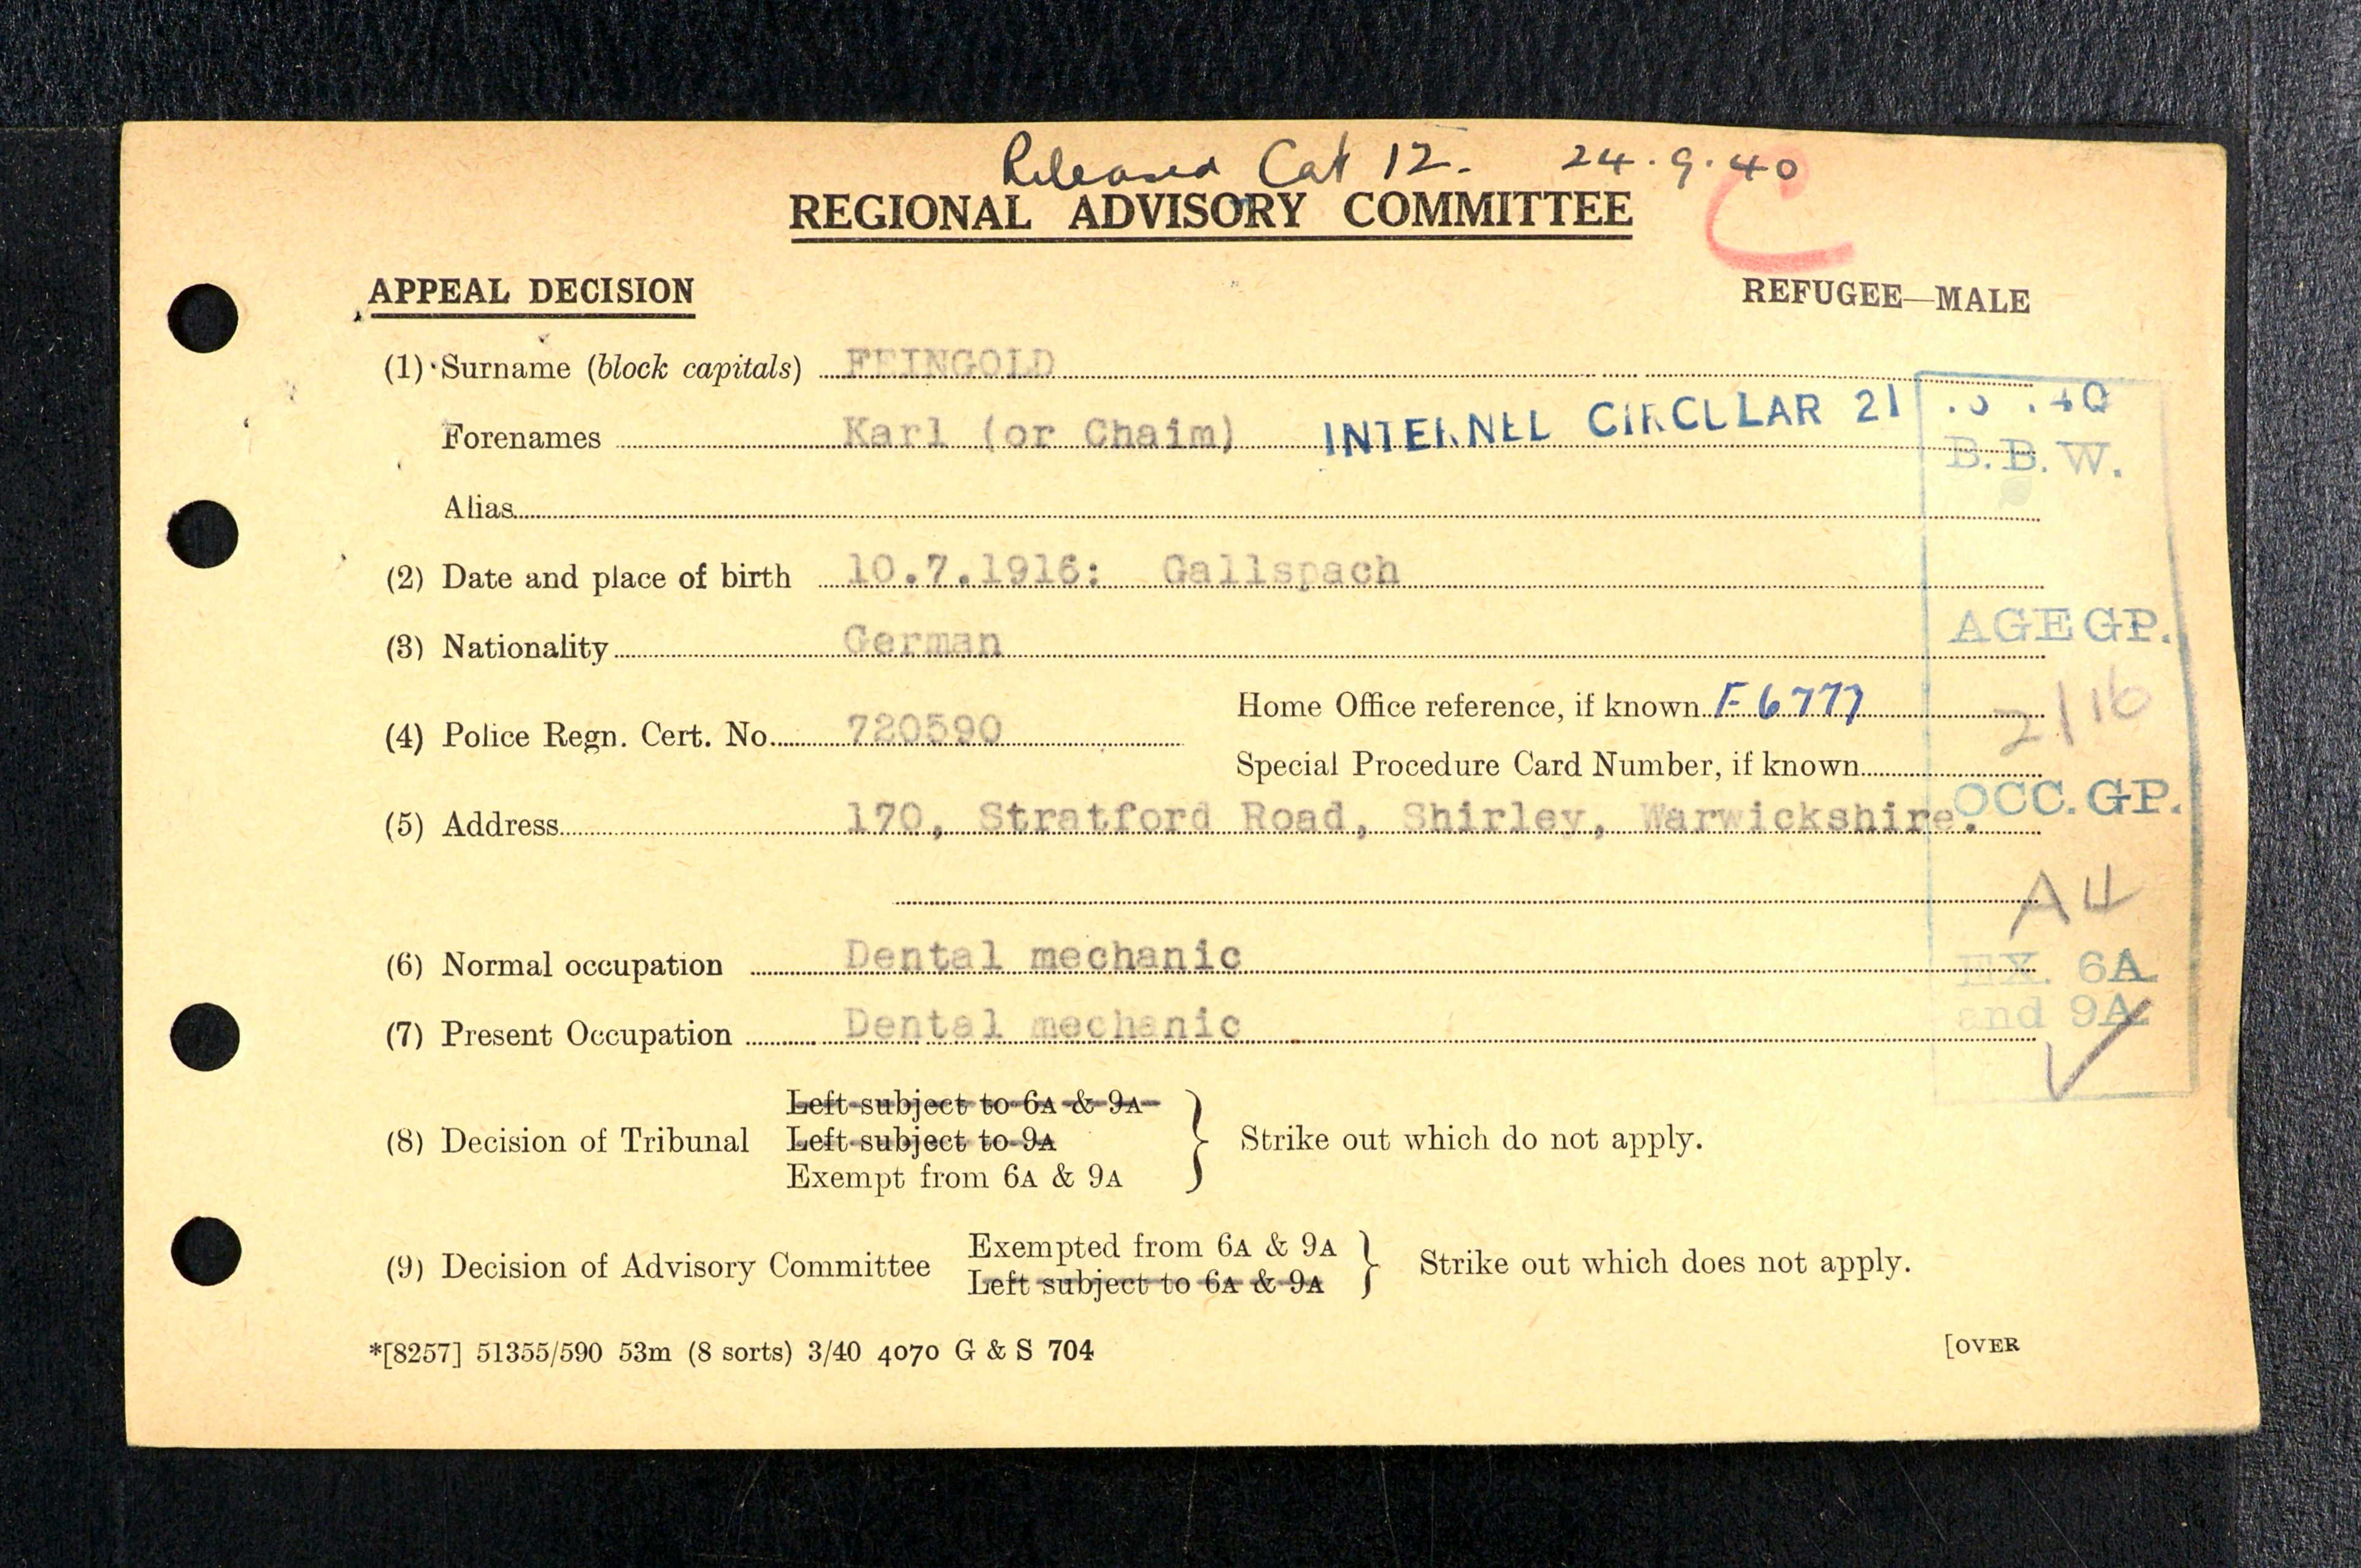 Released Cat 12. 24.9.40
REGIONAL ADVISORY COMMITTEE
C
APPEAL DECISION
REFUGEE—MALE
(1) Surname (block capitals) FEINGOLD
Forenames Karl (or Chaim) INTERNEE CIRCULAR 21
B.B.W.
Alias
(2) Date and place of birth 10.7.1916: Gallspach
AGE GP.
(3) Nationality German
2/16
Home Office reference, if known F 6777
(4) Police Regn. Cert. No. 720590
Special Procedure Card Number, if known
OCC. GP.
(5) Address 170, Stratford Road, Shirley, Warwickshire.
A4
(6) Normal occupation Dental mechanic
EX. 6A
and 9A
(7) Present Occupation Dental mechanic
Left subject to 6A & 9A
(8) Decision of Tribunal Left subject to 9A } Strike out which do not apply.
Exempt from 6A & 9A
Exempted from 6A & 9A
(9) Decision of Advisory Committee } Strike out which does not apply.
Left subject to 6A & 9A
*[8257] 51355/590 53m (8 sorts) 3/40 4070 G & S 704
[OVER